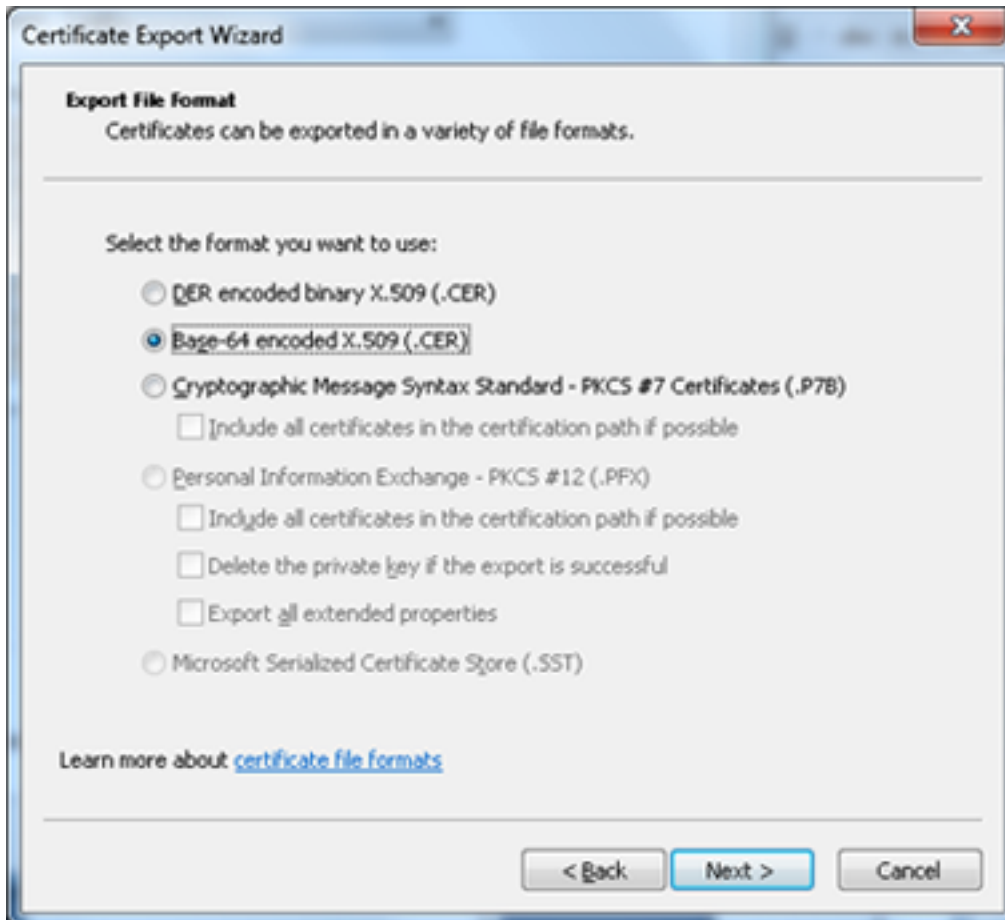 Certificate Export Wizard
Export File Format
Certificates can be exported in a variety of file formats.
Select the format you want to use:
DER encoded binary X.509 (.CER)
Base-64 encoded X.509 (.CER)
Cryptographic Message Syntax Standard - PKCS #7 Certificates (.P7B)
Include all certificates in the certification path if possible
Personal Information Exchange - PKCS #12 (.PFX)
Include all certificates in the certification path if possible
Delete the private key if the export is successful
Export all extended properties
Microsoft Serialized Certificate Store (.SST)
Learn more about certificate file formats
< Back Next > Cancel